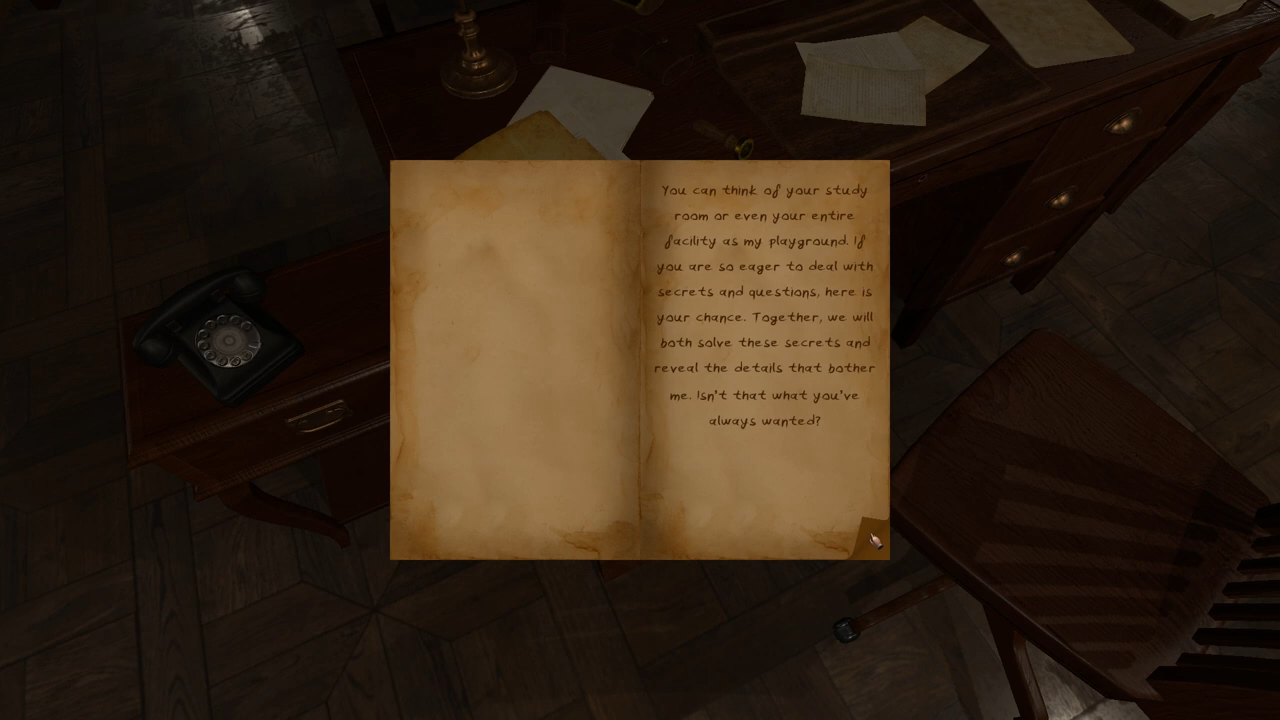 You can think of your study
room or even your entire
facility as my playground. If
you are so eager to deal with
secrets and questions, here is
your chance. Together, we will
both solve these secrets and
reveal the details that bother
me. Isn't that what you've
always wanted?